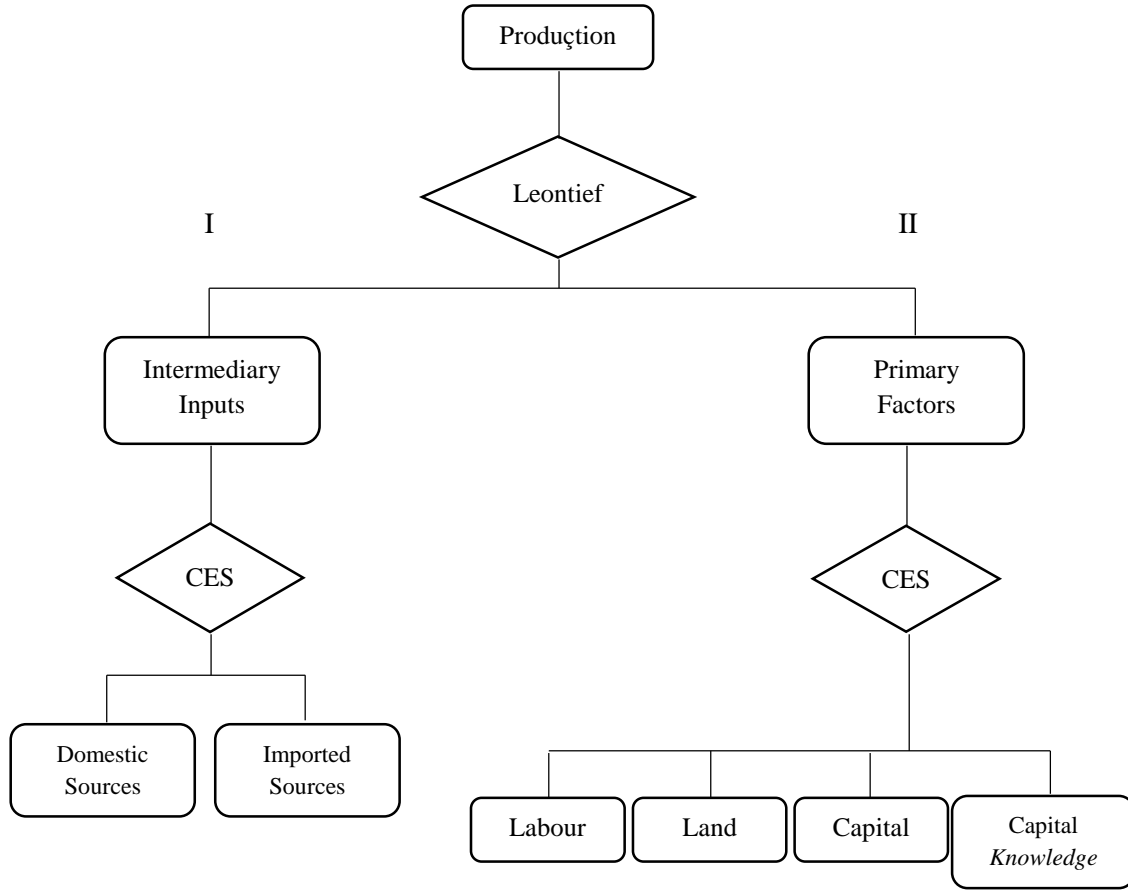 Produçtion
Leontief
I
II
Intermediary
Inputs
Primary
Factors
CES
CES
Domestic
Sources
Imported
Sources
Labour
Land
Capital
Capital
Knowledge